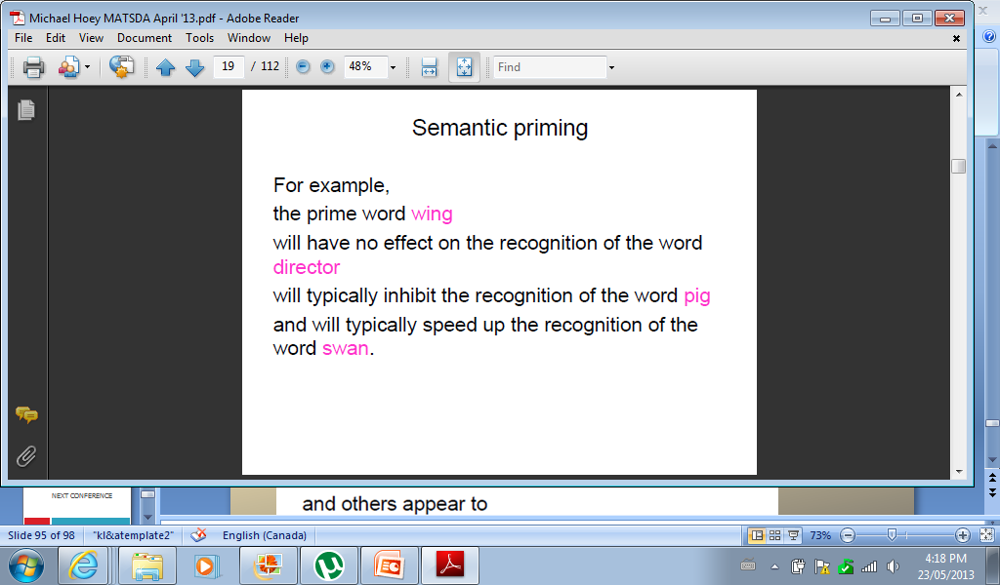 Michael Hoey MATSDA April '13.pdf - Adobe Reader
File Edit View Document Tools Window Help
19 / 112 48% Find
Semantic priming
For example,
the prime word wing
will have no effect on the recognition of the word
director
will typically inhibit the recognition of the word pig
and will typically speed up the recognition of the
word swan.
NEXT CONFERENCE
and others appear to
Slide 95 of 98 "kl&atemplate2" English (Canada) 73%
4:18 PM
23/05/2013